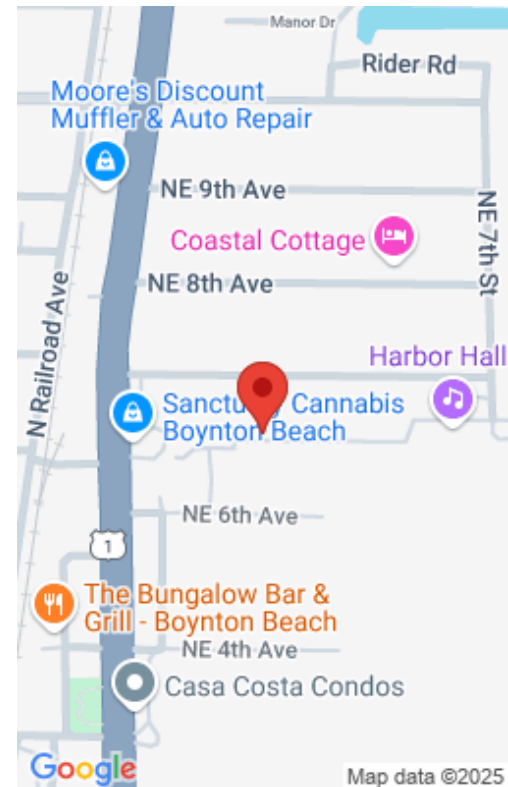 Manor Dr
Rider Rd
Moore's Discount
Muffler & Auto Repair
NE 9th Ave
NE 7th St
Coastal Cottage
NE 8th Ave
N Railroad Ave
Harbor Hall
Sanctuary Cannabis
Boynton Beach
NE 6th Ave
1
The Bungalow Bar &
Grill - Boynton Beach
NE 4th Ave
Casa Costa Condos
Google
Map data ©2025